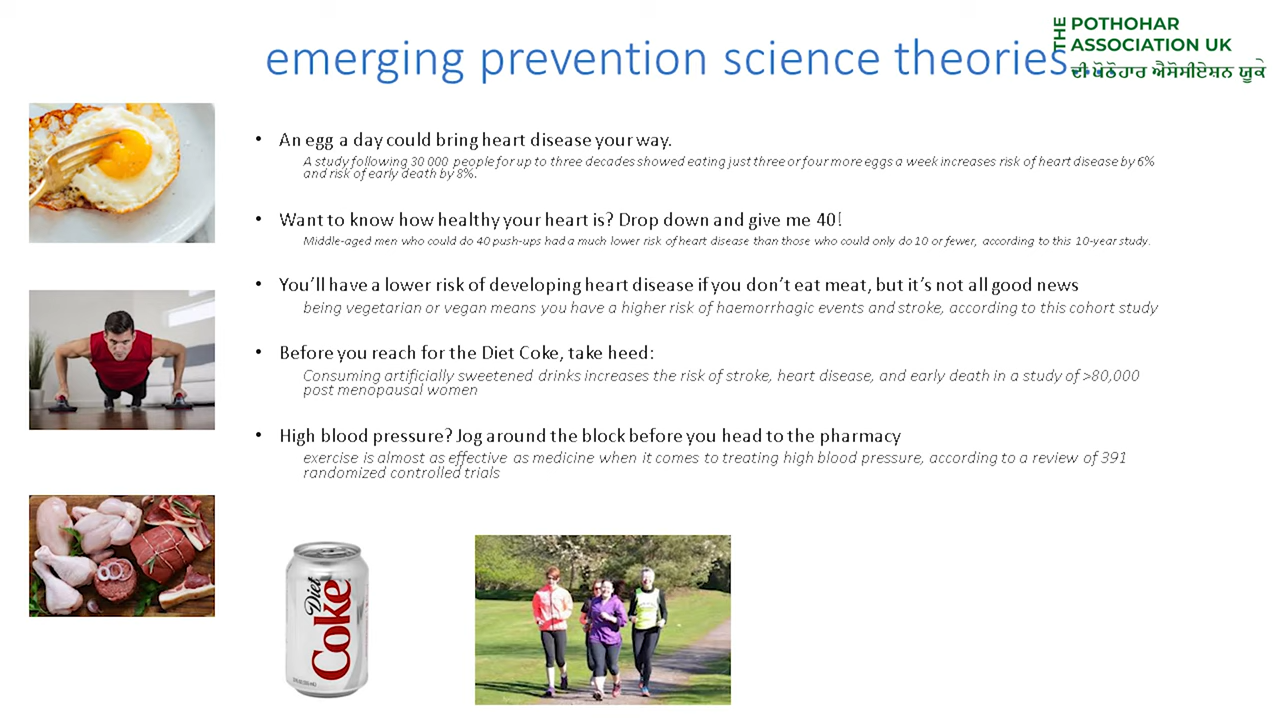 THE POTHOHAR
ASSOCIATION UK
ਦੀ ਪੋਠੋਹਾਰ ਐਸੋਸੀਏਸ਼ਨ ਯੂਕੇ
emerging prevention science theories...
• An egg a day could bring heart disease your way.
A study following 30 000 people for up to three decades showed eating just three or four more eggs a week increases risk of heart disease by 6%
and risk of early death by 8%.
• Want to know how healthy your heart is? Drop down and give me 40!
Middle-aged men who could do 40 push-ups had a much lower risk of heart disease than those who could only do 10 or fewer, according to this 10-year study.
• You'll have a lower risk of developing heart disease if you don't eat meat, but it's not all good news
being vegetarian or vegan means you have a higher risk of haemorrhagic events and stroke, according to this cohort study
• Before you reach for the Diet Coke, take heed:
Consuming artificially sweetened drinks increases the risk of stroke, heart disease, and early death in a study of >80,000
post menopausal women
• High blood pressure? Jog around the block before you head to the pharmacy
exercise is almost as effective as medicine when it comes to treating high blood pressure, according to a review of 391
randomized controlled trials
Diet
Coke